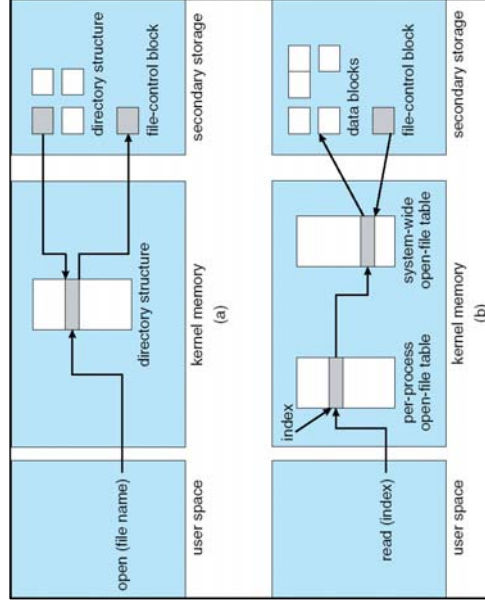 open (file name)
directory structure
directory structure
file-control block
user space
kernel memory
secondary storage
(a)
index
read (index)
per-process
open-file table
system-wide
open-file table
data blocks
file-control block
user space
kernel memory
secondary storage
(b)